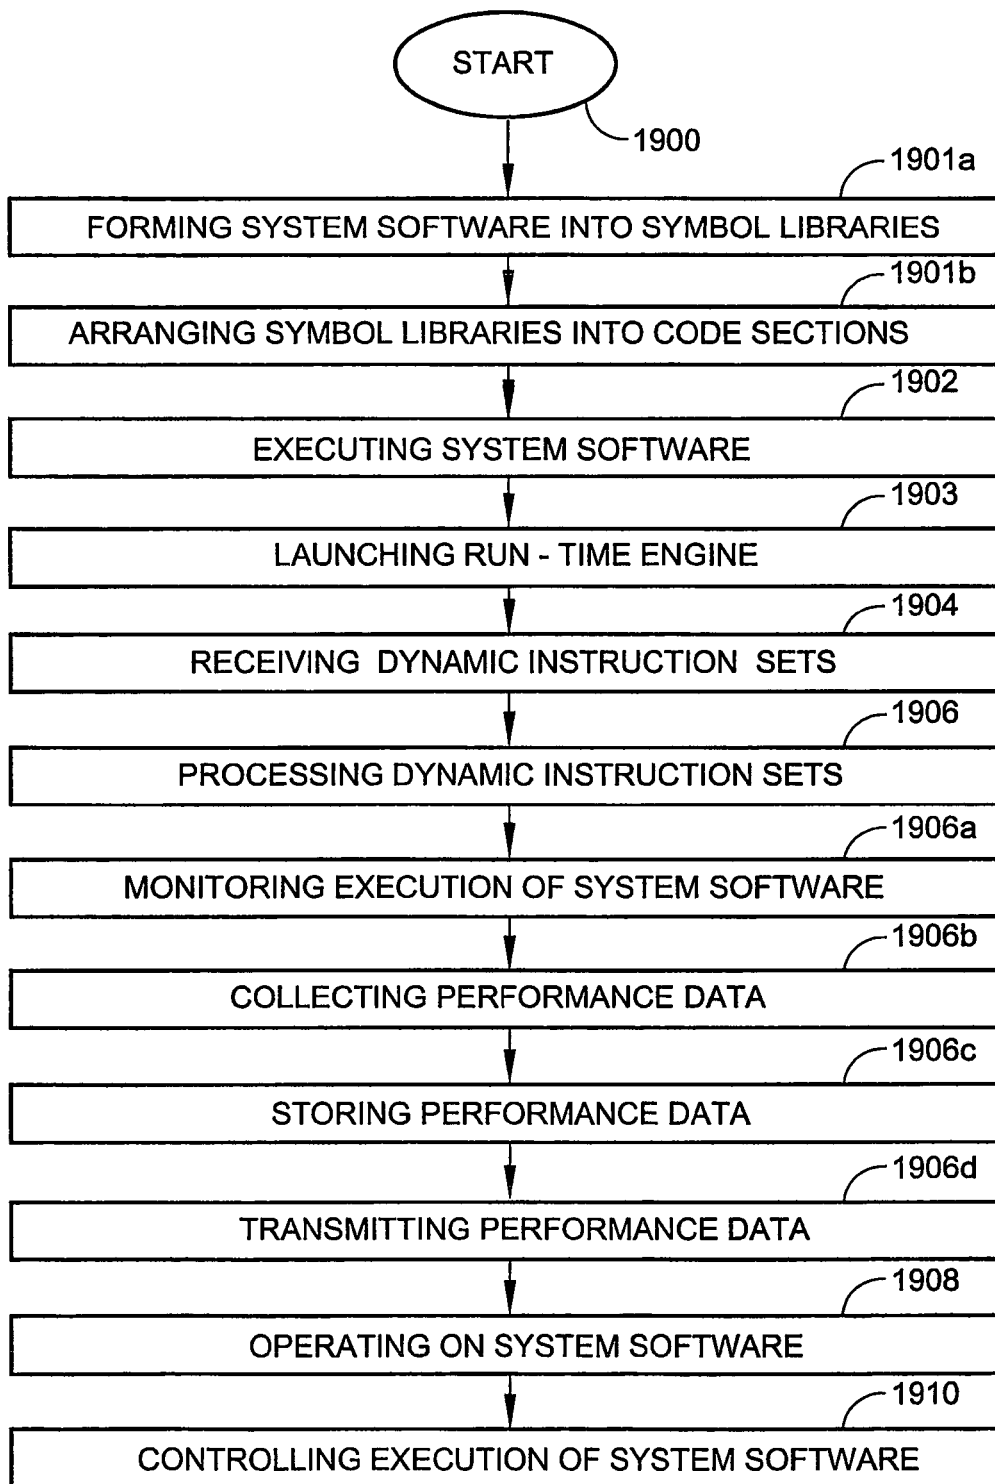 START
1900
1901a
FORMING SYSTEM SOFTWARE INTO SYMBOL LIBRARIES
1901b
ARRANGING SYMBOL LIBRARIES INTO CODE SECTIONS
1902
EXECUTING SYSTEM SOFTWARE
1903
LAUNCHING RUN - TIME ENGINE
1904
RECEIVING DYNAMIC INSTRUCTION SETS
1906
PROCESSING DYNAMIC INSTRUCTION SETS
1906a
MONITORING EXECUTION OF SYSTEM SOFTWARE
1906b
COLLECTING PERFORMANCE DATA
1906c
STORING PERFORMANCE DATA
1906d
TRANSMITTING PERFORMANCE DATA
1908
OPERATING ON SYSTEM SOFTWARE
1910
CONTROLLING EXECUTION OF SYSTEM SOFTWARE